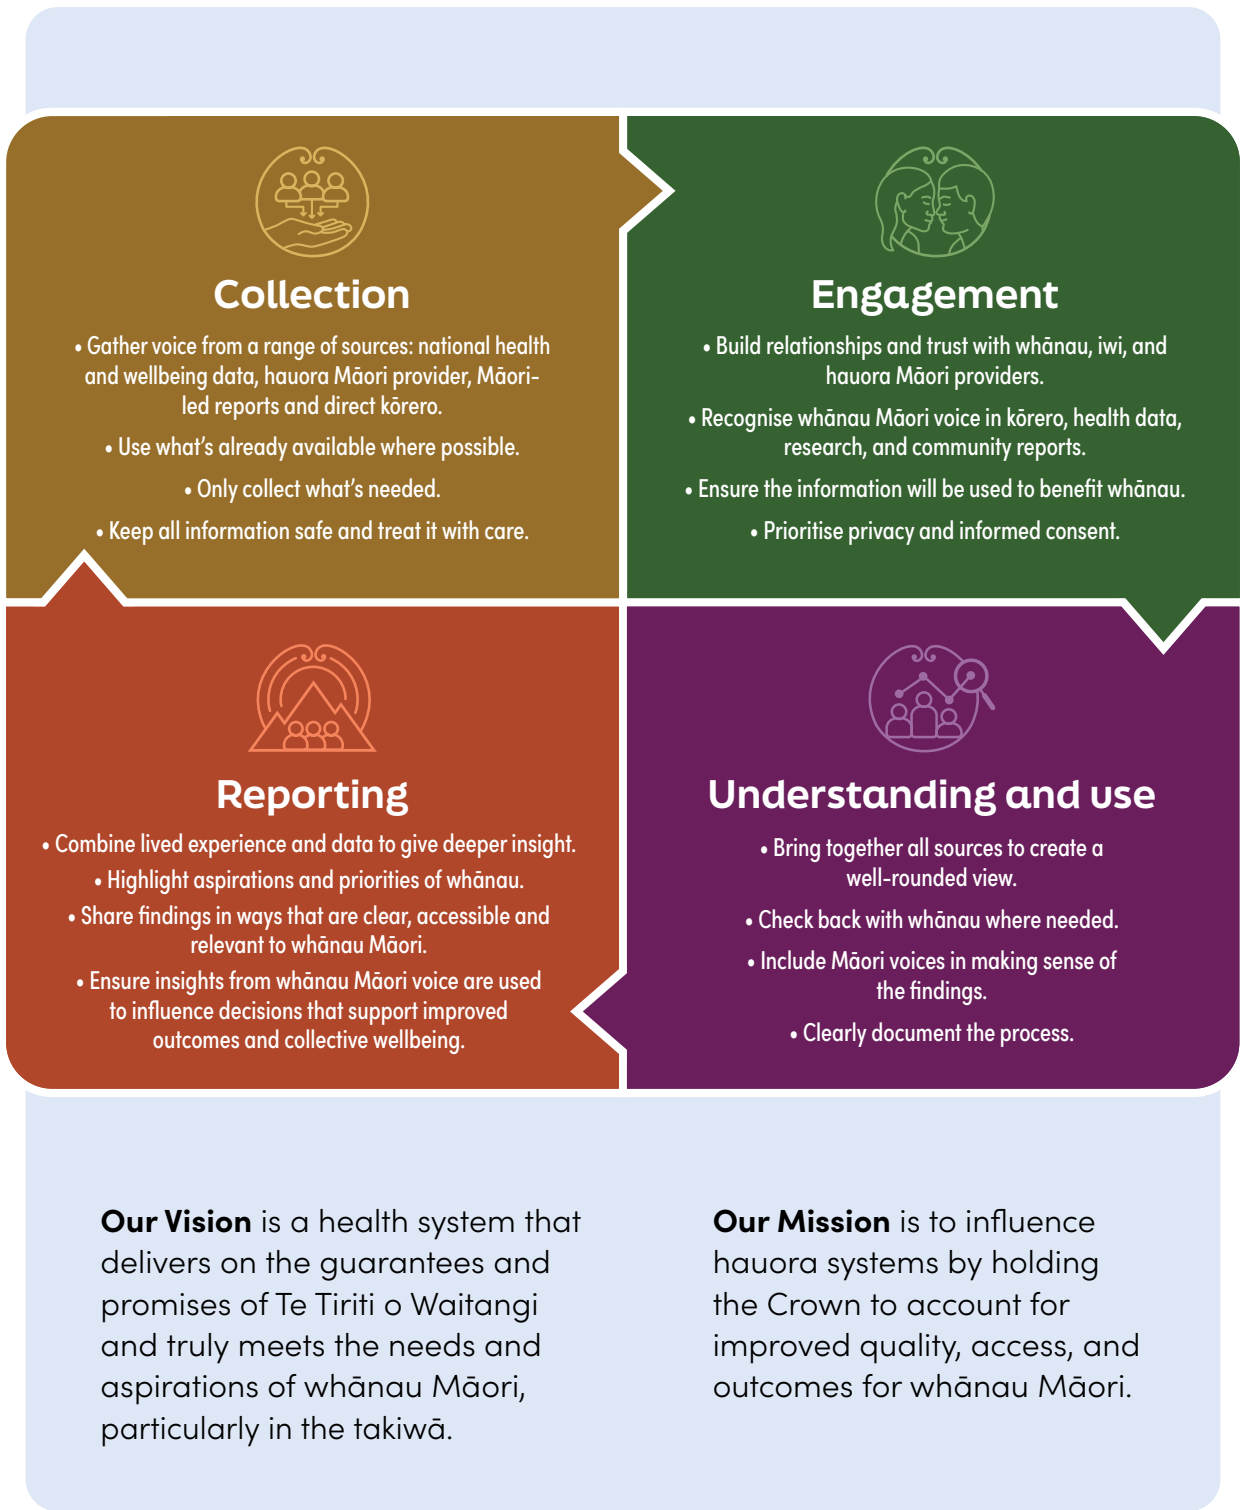 Collection
• Gather voice from a range of sources: national health
and wellbeing data, hauora Māori provider, Māori-
led reports and direct kōrero.
• Use what's already available where possible.
• Only collect what's needed.
• Keep all information safe and treat it with care.
Engagement
• Build relationships and trust with whānau, iwi, and
hauora Māori providers.
• Recognise whānau Māori voice in kōrero, health data,
research, and community reports.
• Ensure the information will be used to benefit whānau.
• Prioritise privacy and informed consent.
Reporting
• Combine lived experience and data to give deeper insight.
• Highlight aspirations and priorities of whānau.
• Share findings in ways that are clear, accessible and
relevant to whānau Māori.
• Ensure insights from whānau Māori voice are used
to influence decisions that support improved
outcomes and collective wellbeing.
Understanding and use
• Bring together all sources to create a
well-rounded view.
• Check back with whānau where needed.
• Include Māori voices in making sense of
the findings.
• Clearly document the process.
Our Vision is a health system that
delivers on the guarantees and
promises of Te Tiriti o Waitangi
and truly meets the needs and
aspirations of whānau Māori,
particularly in the takiwā.
Our Mission is to influence
hauora systems by holding
the Crown to account for
improved quality, access, and
outcomes for whānau Māori.